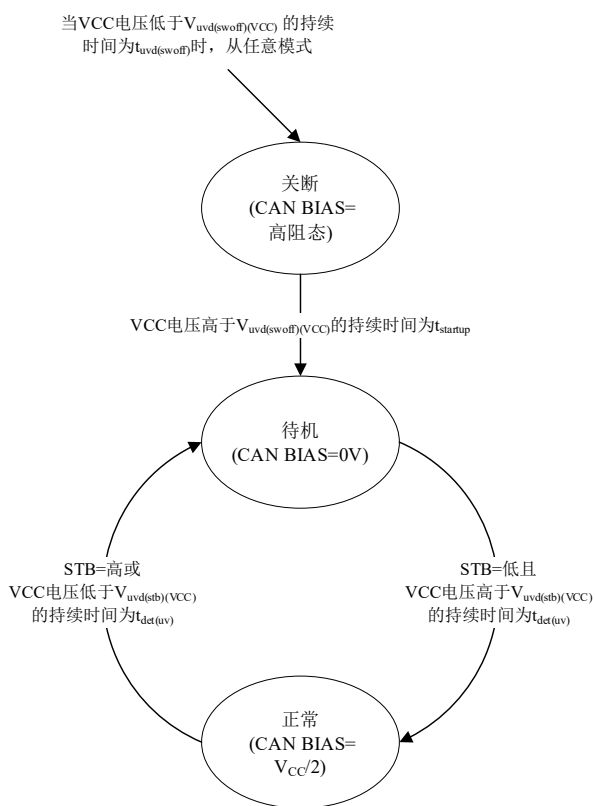 当VCC电压低于Vuvd(swoff)(VCC) 的持续
时间为tuvd(swoff)时，从任意模式
关断
(CAN BIAS=
高阻态)
VCC电压高于Vuvd(swoff)(VCC)的持续时间为tstartup
待机
(CAN BIAS=0V)
STB=高或
VCC电压低于Vuvd(stb)(VCC)
的持续时间为tdet(uv)
STB=低且
VCC电压高于Vuvd(stb)(VCC)
的持续时间为tdet(uv)
正常
(CAN BIAS=
VCC/2)